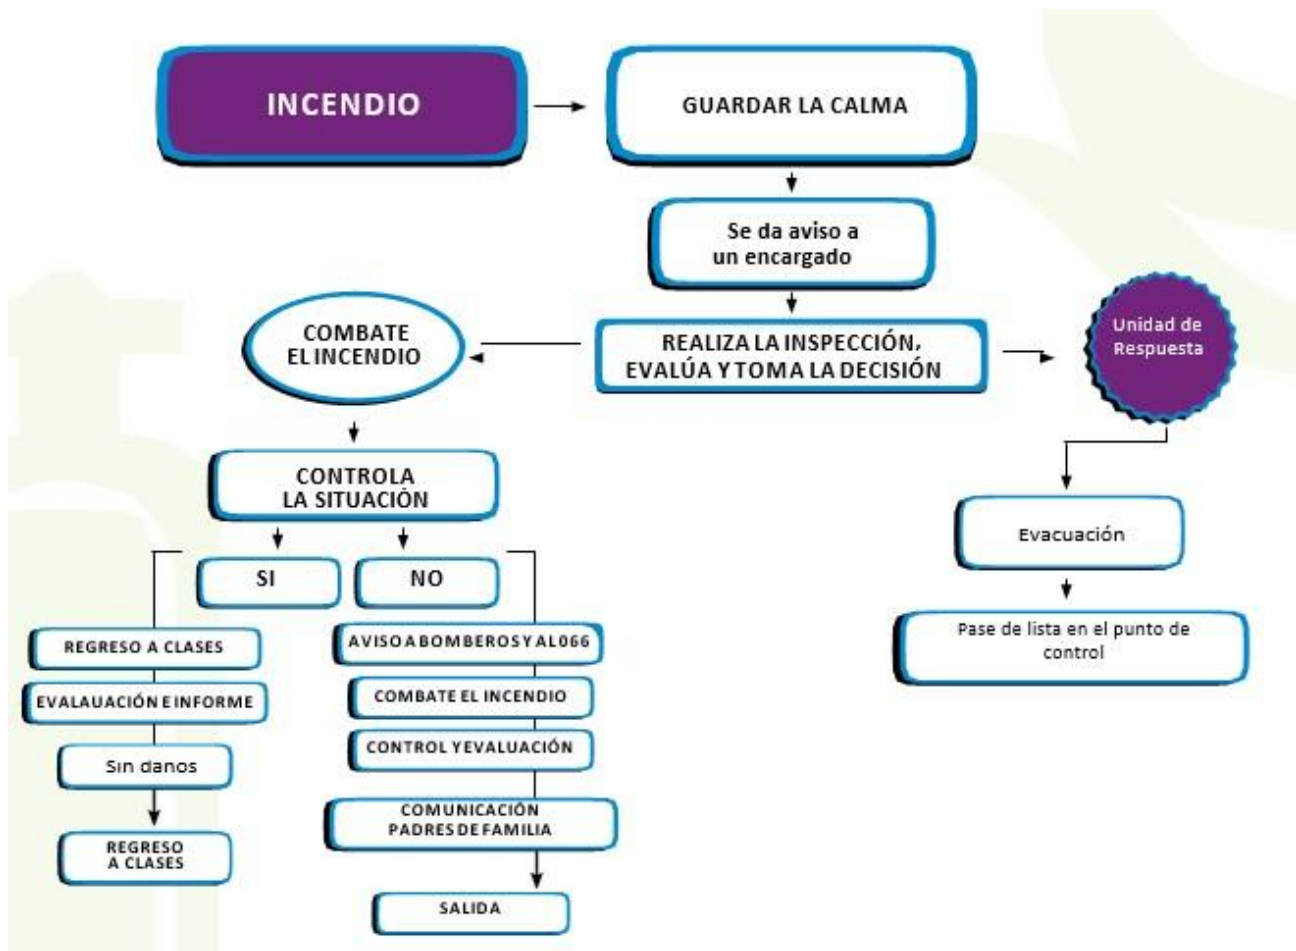 INCENDIO
GUARDAR LA CALMA
Se da aviso a
un encargado
COMBATE
EL INCENDIO
REALIZA LA INSPECCIÓN,
EVALÚA Y TOMA LA DECISIÓN
Unidad de
Respuesta
CONTROLA
LA SITUACIÓN
Evacuación
SI
NO
REGRESO A CLASES
AVISO A BOMBEROS Y AL 066
Pase de lista en el punto de
control
EVALAUACIÓN E INFORME
COMBATE EL INCENDIO
Sin danos
CONTROL Y EVALUACIÓN
COMUNICACIÓN
PADRES DE FAMILIA
REGRESO
A CLASES
SALIDA